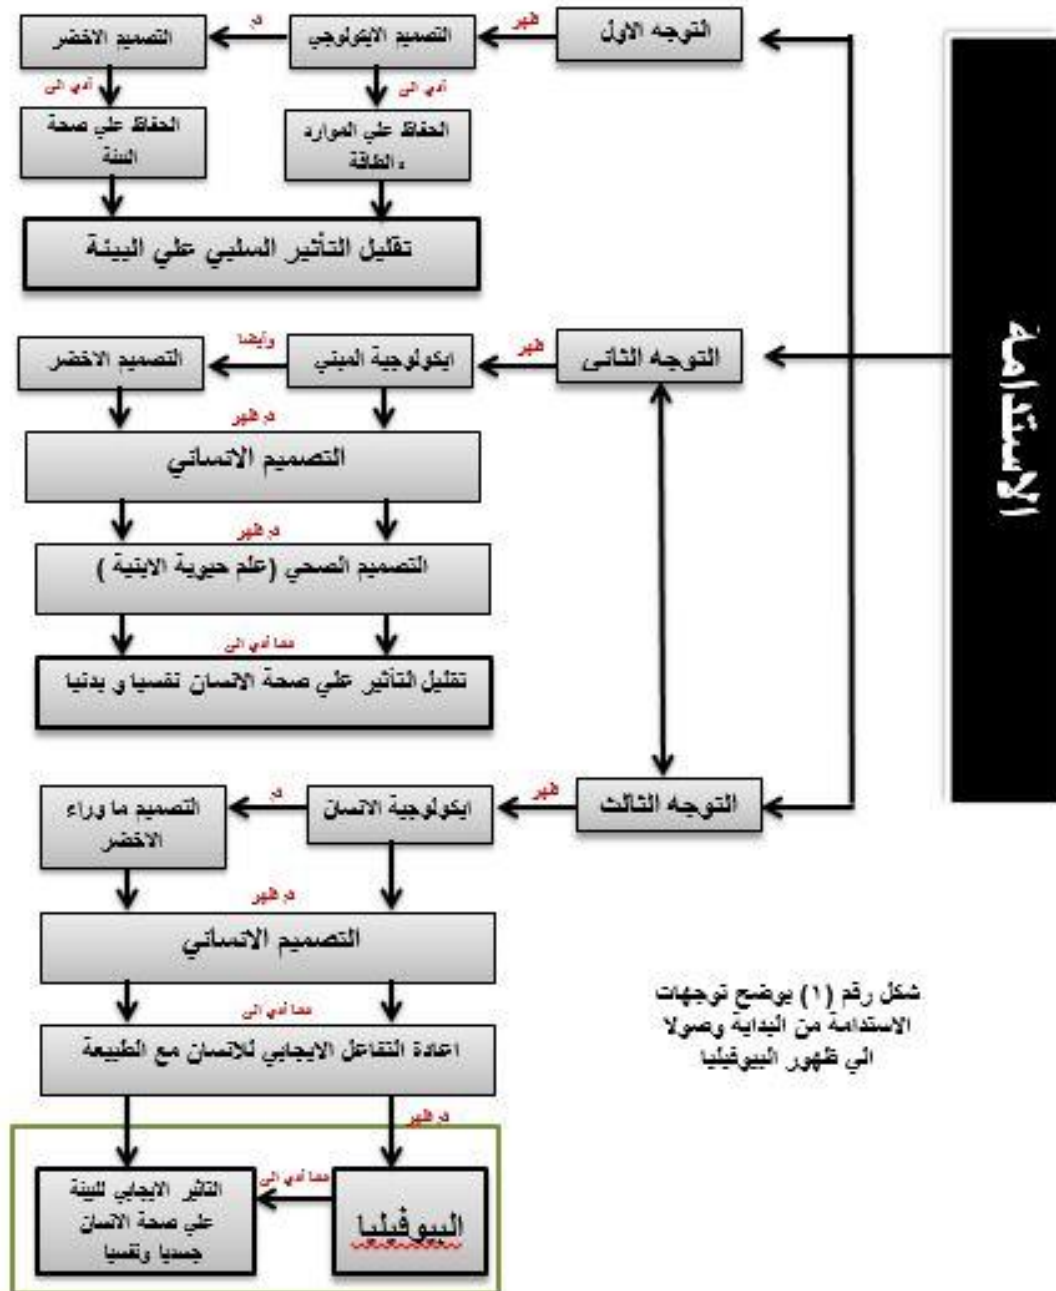 الاستدامة
التوجه الاول
ظهر
التصميم الايكولوجي
ثم
التصميم الاخضر
أدي الى
أدي الى
الحفاظ علي الموارد
الطاقة
الحفاظ علي صحة
البيئة
تقليل التأثير السلبي علي البيئة
التوجه الثانى
ظهر
ايكولوجية المبني
وأيضا
التصميم الاخضر
ثم ظهر
التصميم الانساني
ثم ظهر
التصميم الصحي (علم حيوية الابنية )
مما أدي الى
تقليل التأثير علي صحة الانسان نفسيا و بدنيا
التوجه الثالث
ظهر
ايكولوجية الانسان
ثم
التصميم ما وراء
الاخضر
ثم ظهر
التصميم الانساني
مما أدي الى
اعادة التفاعل الايجابي للانسان مع الطبيعة
ثم ظهر
البيوفيليا
مما أدي الى
التاثير الايجابي للبيئة
علي صحة الانسان
جسديا ونفسيا
شكل رقم (١) يوضح توجهات
الاستدامة من البداية وصولا
الي ظهور البيوفيليا